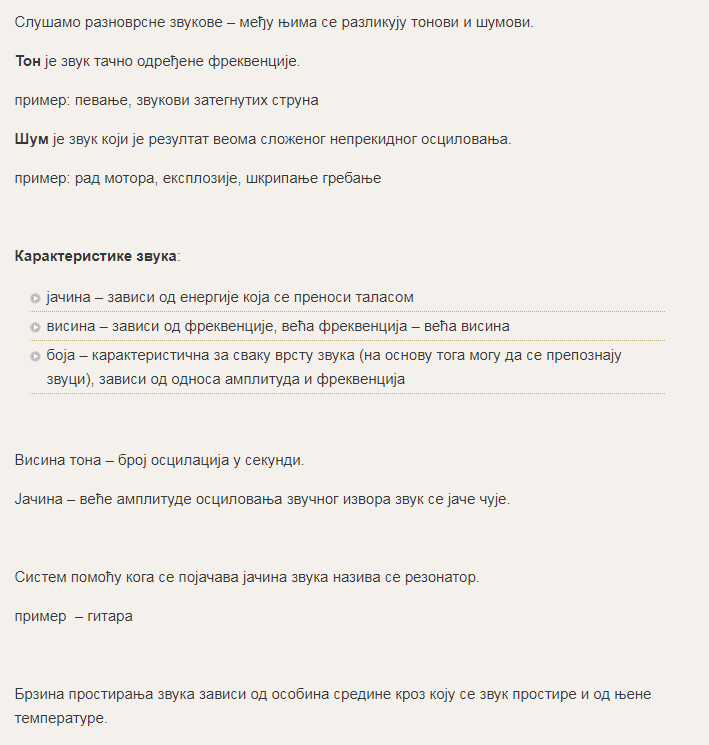 Слушамо разноврсне звукове – међу њима се разликују тонови и шумови.
Тон је звук тачно одређене фреквенције.
пример: певање, звукови затегнутих струна
Шум је звук који је резултат веома сложеног непрекидног осциловања.
пример: рад мотора, експлозије, шкрипање гребање
Карактеристике звука:
јачина – зависи од енергије која се преноси таласом
висина – зависи од фреквенције, већа фреквенција – већа висина
боја – карактеристична за сваку врсту звука (на основу тога могу да се препознају
звуци), зависи од односа амплитуда и фреквенција
Висина тона – број осцилација у секунди.
Јачина – веће амплитуде осциловања звучног извора звук се јаче чује.
Систем помоћу кога се појачава јачина звука назива се резонатор.
пример – гитара
Брзина простирања звука зависи од особина средине кроз коју се звук простире и од њене
температуре.